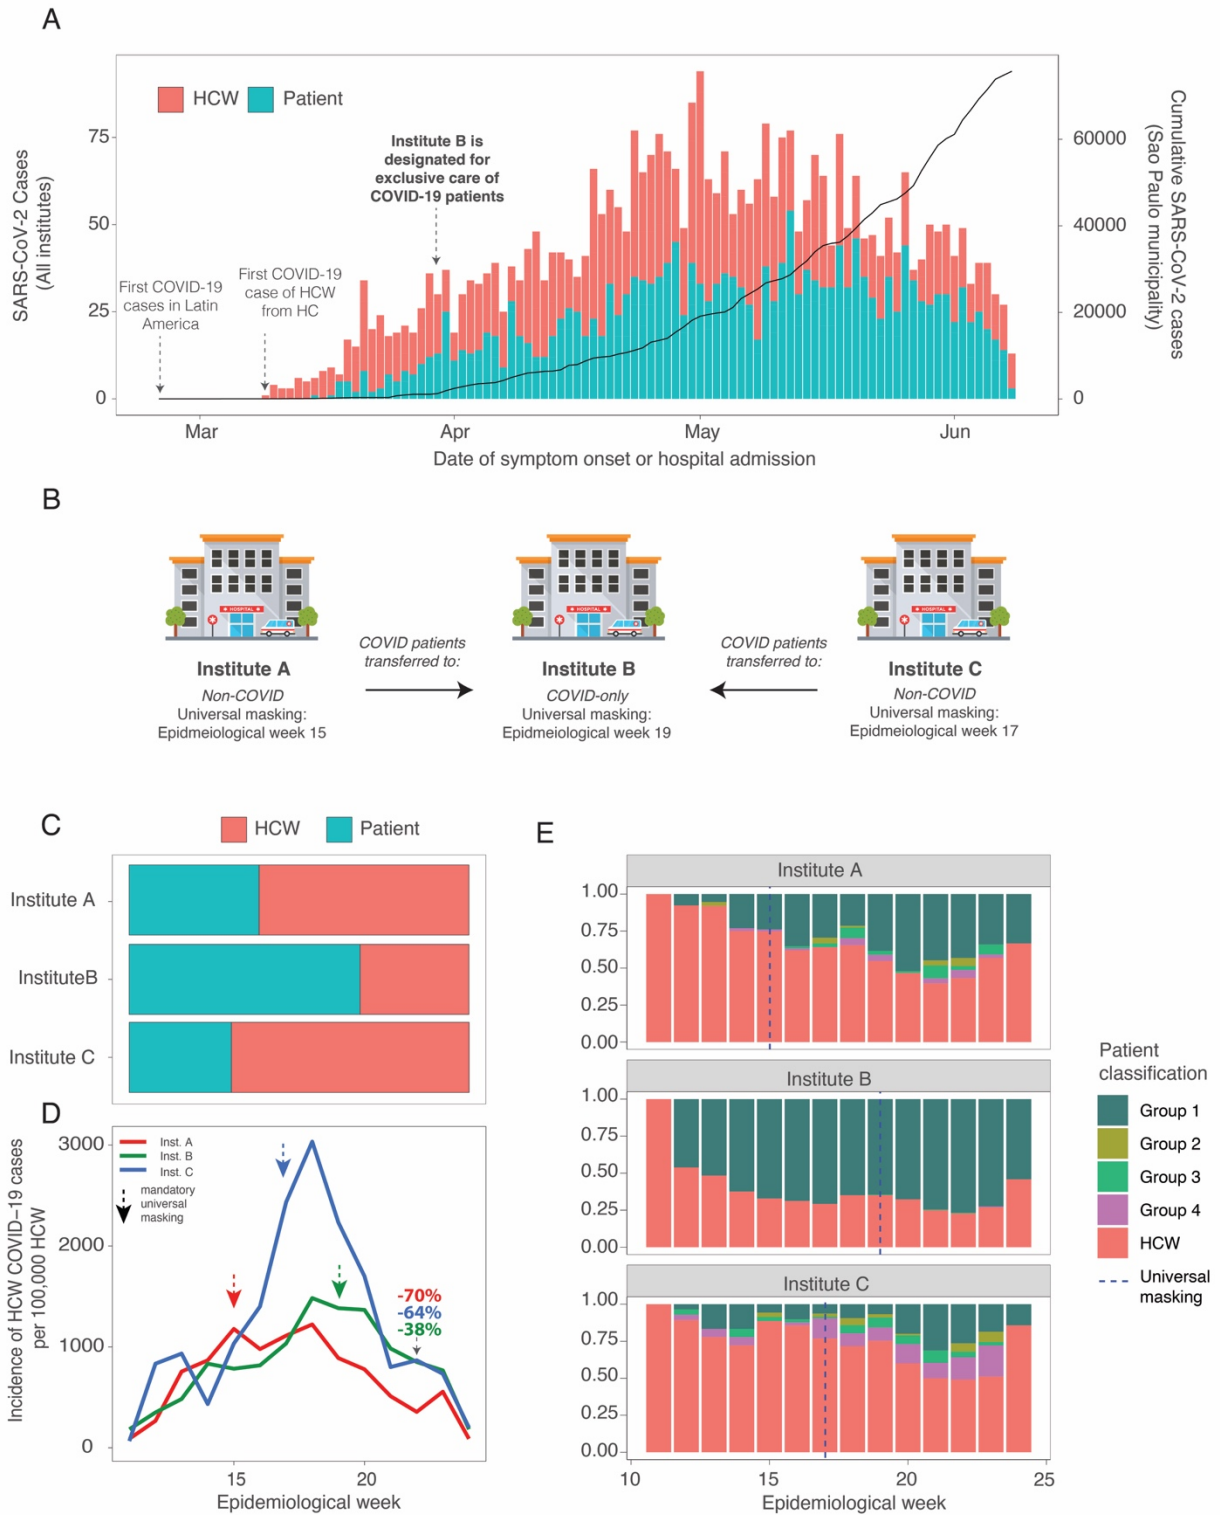 A
HCW
Patient
Institute B is
designated for
exclusive care of
COVID-19 patients
First COVID-19
case of HCW
from HC
First COVID-19
cases in Latin
America
SARS-CoV-2 Cases
(All institutes)
75
50
25
0
Cumulative SARS-CoV-2 cases
(Sao Paulo municipality)
60000
40000
20000
0
Mar
Apr
May
Jun
Date of symptom onset or hospital admission
B
HOSPITAL
HOSPITAL
HOSPITAL
Institute A
Non-COVID
Universal masking:
Epidmeiological week 15
COVID patients
transferred to:
Institute B
COVID-only
Universal masking:
Epidmeiological week 19
COVID patients
transferred to:
Institute C
Non-COVID
Universal masking:
Epidmeiological week 17
C
HCW
Patient
Institute A
InstituteB
Institute C
D
Inst. A
Inst. B
Inst. C
mandatory
universal
masking
-70%
-64%
-38%
Incidence of HCW COVID–19 cases
per 100,000 HCW
3000
2000
1000
0
15
20
Epidemiological week
E
Institute A
1.00
0.75
0.50
0.25
0.00
Institute B
1.00
0.75
0.50
0.25
0.00
Institute C
1.00
0.75
0.50
0.25
0.00
10
15
20
25
Epidemiological week
Patient
classification
Group 1
Group 2
Group 3
Group 4
HCW
Universal
masking